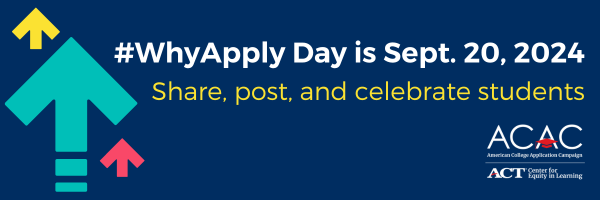 #WhyApply Day is Sept. 20, 2024
Share, post, and celebrate students
ACAC
American College Application Campaign
ACT® Center for
Equity in Learning